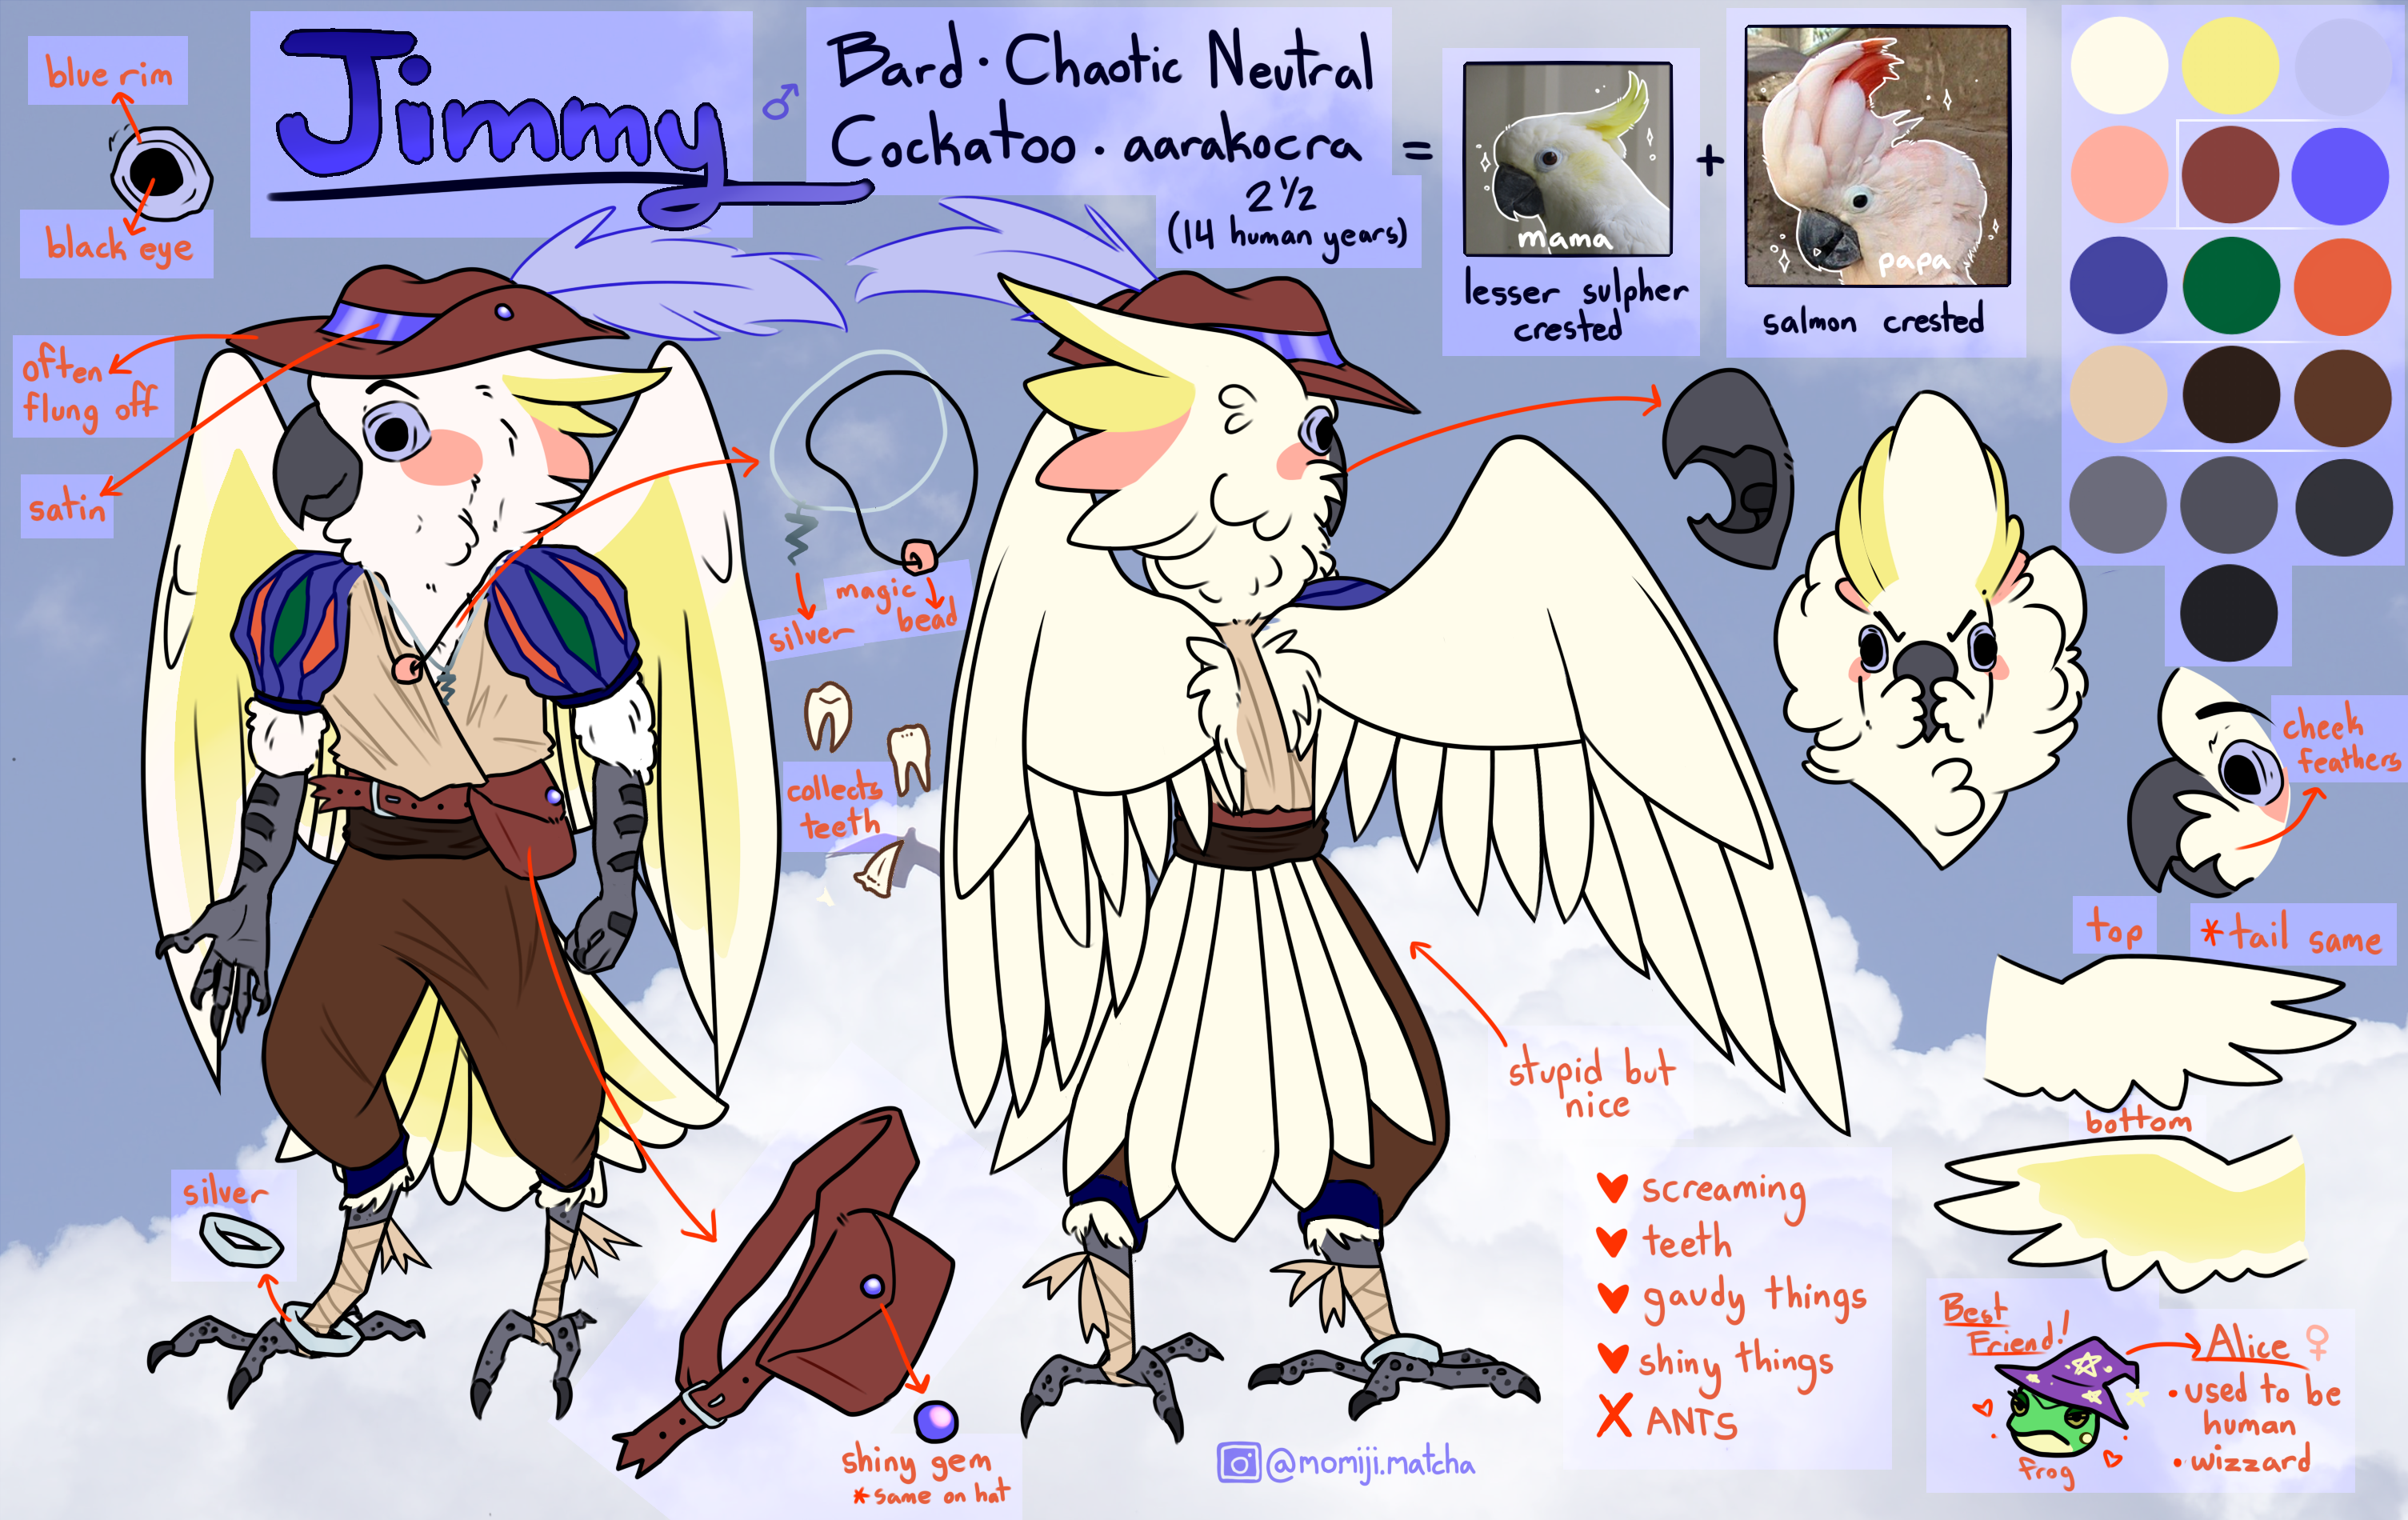 Jimmy ♂
Bard · Chaotic Neutral
Cockatoo · aarakocra
2 ½
(14 human years)
=
+
mama
lesser sulpher
crested
papa
salmon crested
blue rim
black eye
often
flung off
satin
silver
magic
bead
collects
teeth
cheek
feathers
top
*tail same
bottom
stupid but
nice
silver
♥ screaming
♥ teeth
♥ gaudy things
♥ shiny things
X ANTS
shiny gem
*same on hat
@momiji.matcha
Best
Friend!
frog
Alice ♀
• used to be
human
• wizzard